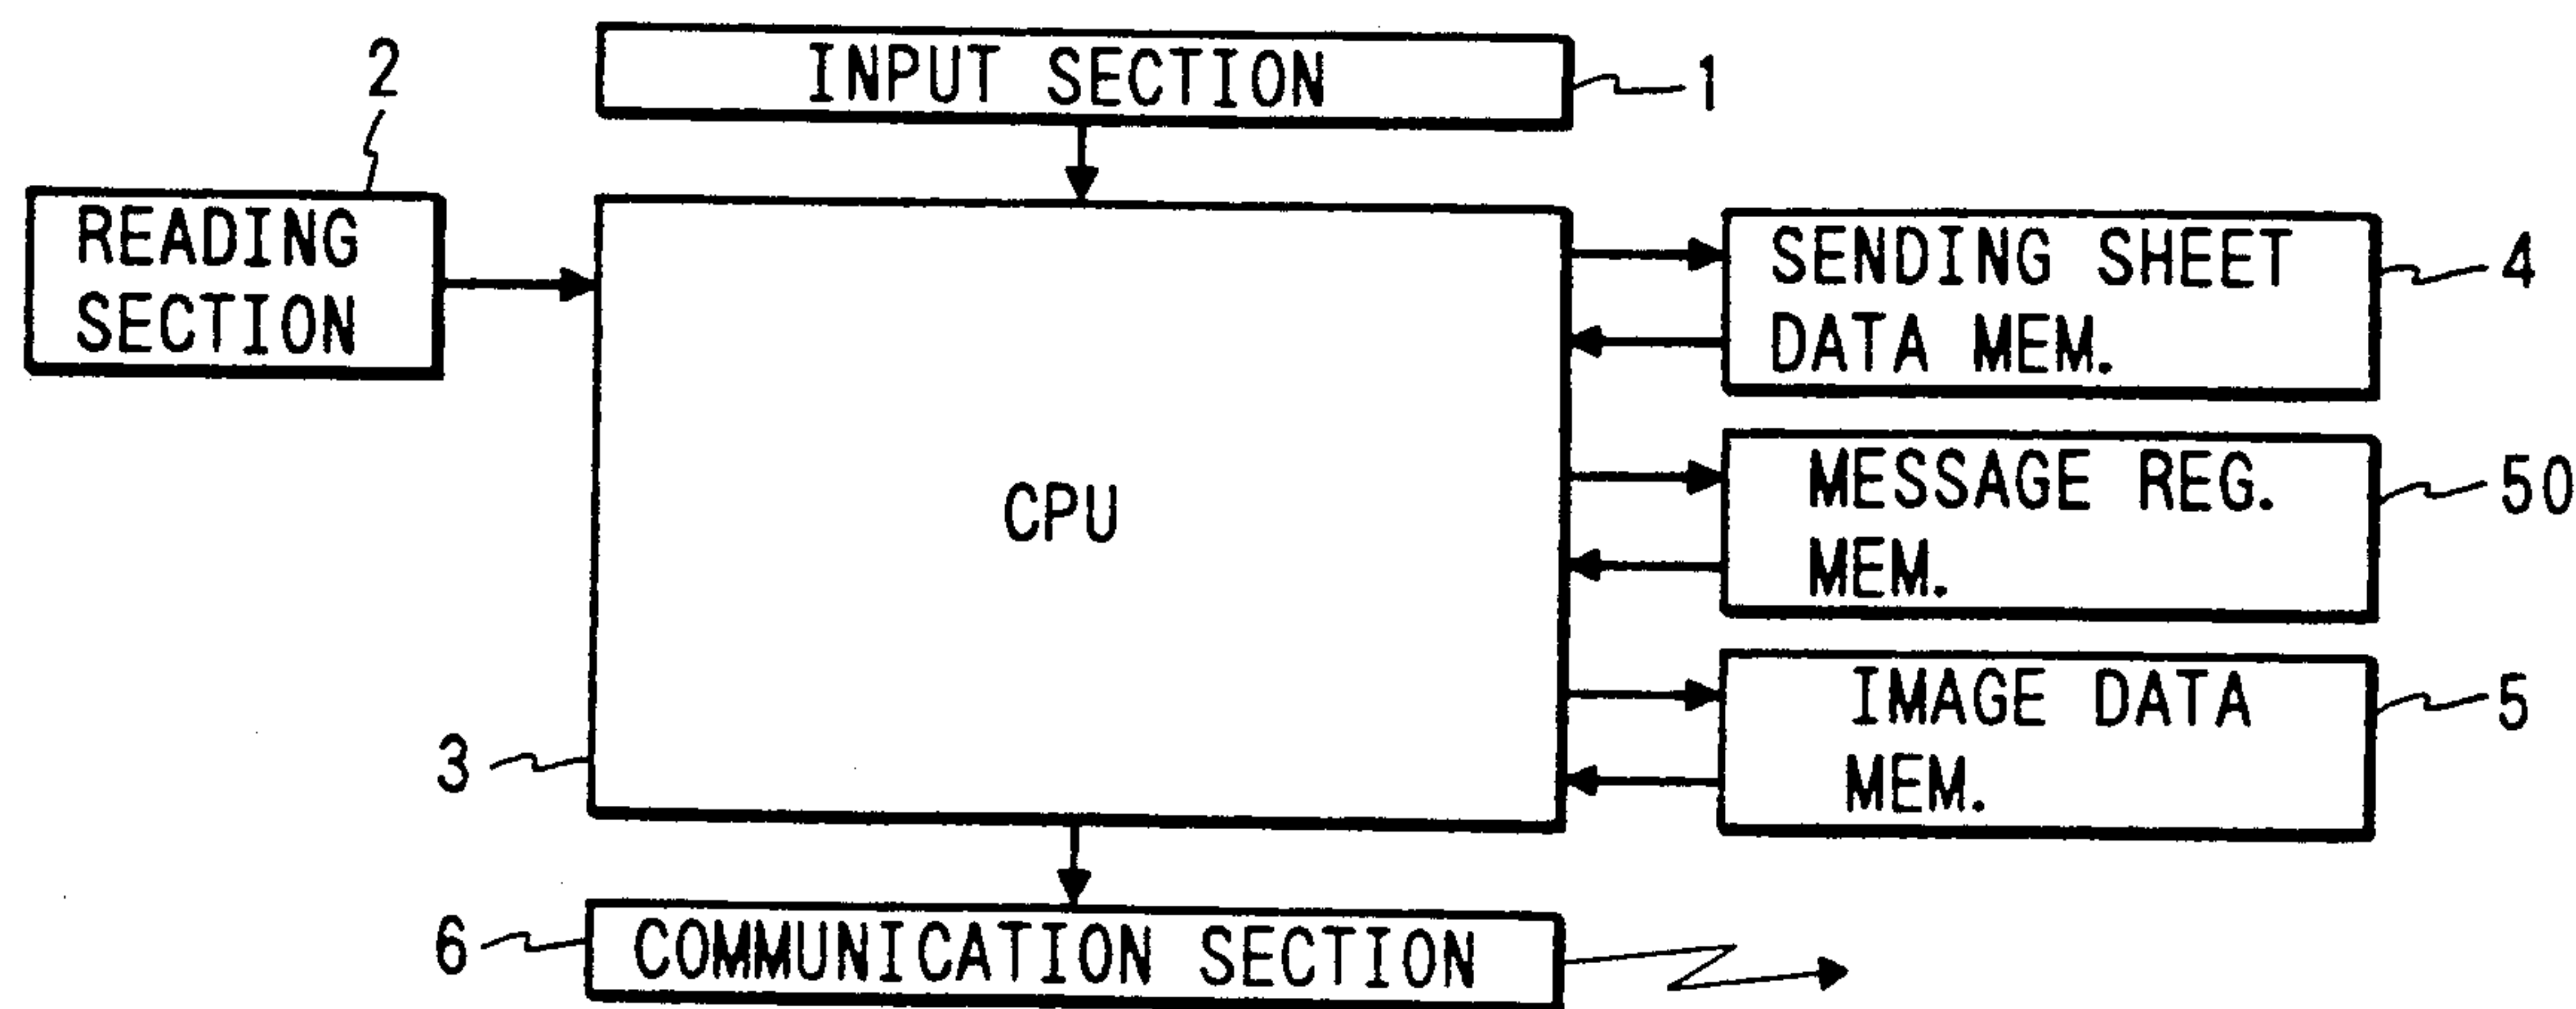 INPUT SECTION
1
2
READING
SECTION
CPU
3
SENDING SHEET
DATA MEM.
4
MESSAGE REG.
MEM.
50
IMAGE DATA
MEM.
5
6
COMMUNICATION SECTION